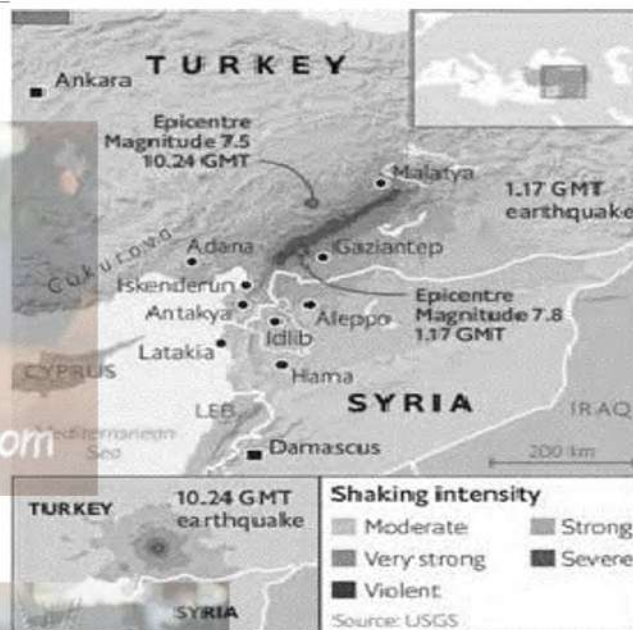 TURKEY
Ankara
Epicentre
Magnitude 7.5
10.24 GMT
Malatya
1.17 GMT
earthquake
Adana
Gaziantep
Cukurova
Iskenderun
Epicentre
Magnitude 7.8
1.17 GMT
Antakya
Aleppo
Idlib
Latakia
CYPRUS
Hama
SYRIA
LEB.
IRAQ
om
Mediterranean
Sea
Damascus
200 km
TURKEY
10.24 GMT
earthquake
SYRIA
Shaking intensity
Moderate
Strong
Very strong
Severe
Violent
Source: USGS